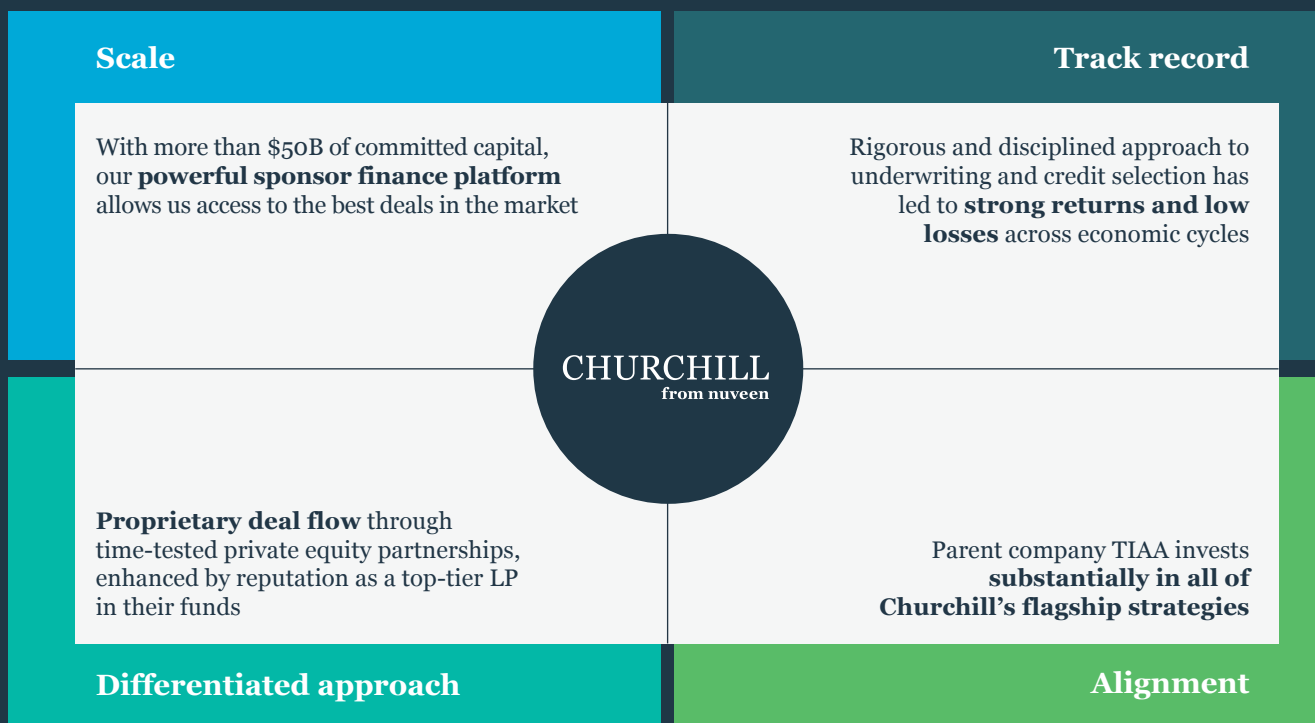 Scale
With more than $50B of committed capital,
our powerful sponsor finance platform
allows us access to the best deals in the market
Track record
Rigorous and disciplined approach to
underwriting and credit selection has
led to strong returns and low
losses across economic cycles
CHURCHILL
from nuveen
Proprietary deal flow through
time-tested private equity partnerships,
enhanced by reputation as a top-tier LP
in their funds
Differentiated approach
Parent company TIAA invests
substantially in all of
Churchill’s flagship strategies
Alignment